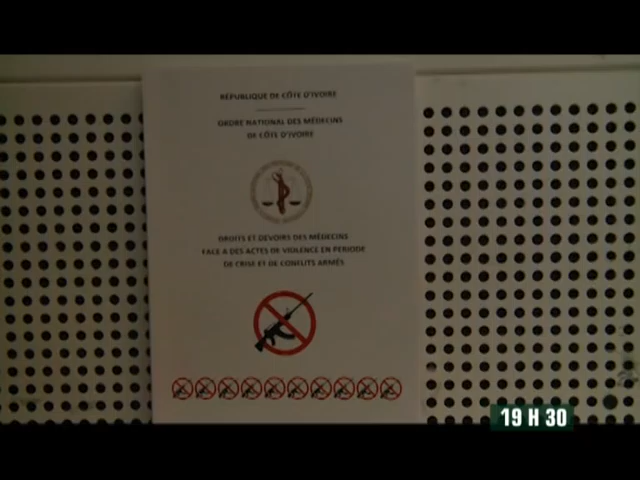 RÉPUBLIQUE DE CÔTE D'IVOIRE
ORDRE NATIONAL DES MÉDECINS
DE CÔTE D'IVOIRE
DROITS ET DEVOIRS DES MÉDECINS
FACE A DES ACTES DE VIOLENCE EN PERIODE
DE CRISE ET DE CONFLITS ARMÉS
19 H 30